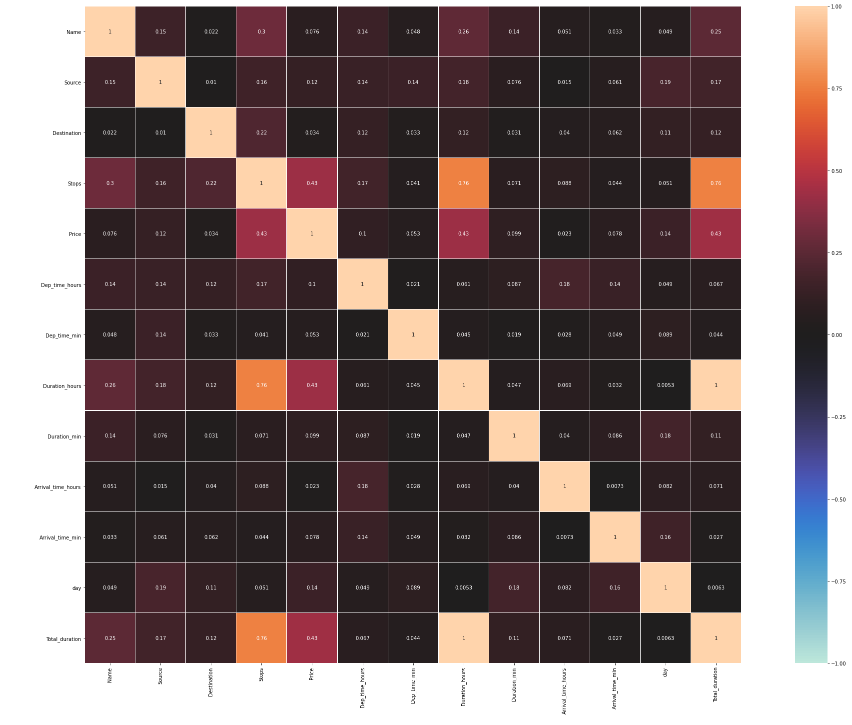 Name 1 0.15 0.022 0.3 0.076 0.14 0.048 0.26 0.14 0.051 0.033 0.049 0.25
Source 0.15 1 0.01 0.16 0.12 0.14 0.14 0.18 0.076 0.015 0.061 0.19 0.17
Destination 0.022 0.01 1 0.22 0.034 0.12 0.033 0.12 0.031 0.04 0.062 0.11 0.12
Stops 0.3 0.16 0.22 1 0.43 0.17 0.041 0.76 0.071 0.088 0.044 0.051 0.76
Price 0.076 0.12 0.034 0.43 1 0.1 0.053 0.43 0.099 0.023 0.078 0.14 0.43
Dep_time_hours 0.14 0.14 0.12 0.17 0.1 1 0.021 0.061 0.087 0.18 0.14 0.049 0.067
Dep_time_min 0.048 0.14 0.033 0.041 0.053 0.021 1 0.045 0.019 0.028 0.049 0.089 0.044
Duration_hours 0.26 0.18 0.12 0.76 0.43 0.061 0.045 1 0.047 0.069 0.032 0.0053 1
Duration_min 0.14 0.076 0.031 0.071 0.099 0.087 0.019 0.047 1 0.04 0.086 0.18 0.11
Arrival_time_hours 0.051 0.015 0.04 0.088 0.023 0.18 0.028 0.069 0.04 1 0.0073 0.082 0.071
Arrival_time_min 0.033 0.061 0.062 0.044 0.078 0.14 0.049 0.032 0.086 0.0073 1 0.16 0.027
day 0.049 0.19 0.11 0.051 0.14 0.049 0.089 0.0053 0.18 0.082 0.16 1 0.0063
Total_duration 0.25 0.17 0.12 0.76 0.43 0.067 0.044 1 0.11 0.071 0.027 0.0063 1
Name Source Destination Stops Price Dep_time_hours Dep_time_min Duration_hours Duration_min Arrival_time_hours Arrival_time_min day Total_duration
1.00
0.75
0.50
0.25
0.00
−0.25
−0.50
−0.75
−1.00